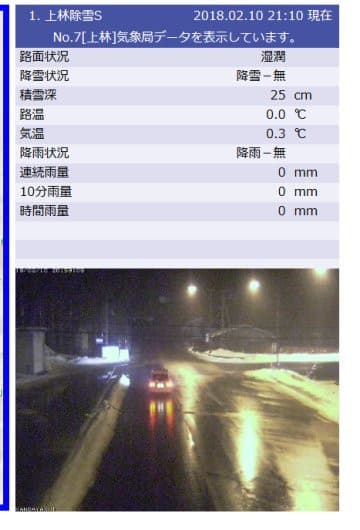 1. 上林除雪S 2018.02.10 21:10 現在
No.7[上林]気象局データを表示しています。
路面状況 湿潤
降雪状況 降雪－無
積雪深 25 cm
路温 0.0 ℃
気温 0.3 ℃
降雨状況 降雨－無
連続雨量 0 mm
10分雨量 0 mm
時間雨量 0 mm
KANBAYASHI